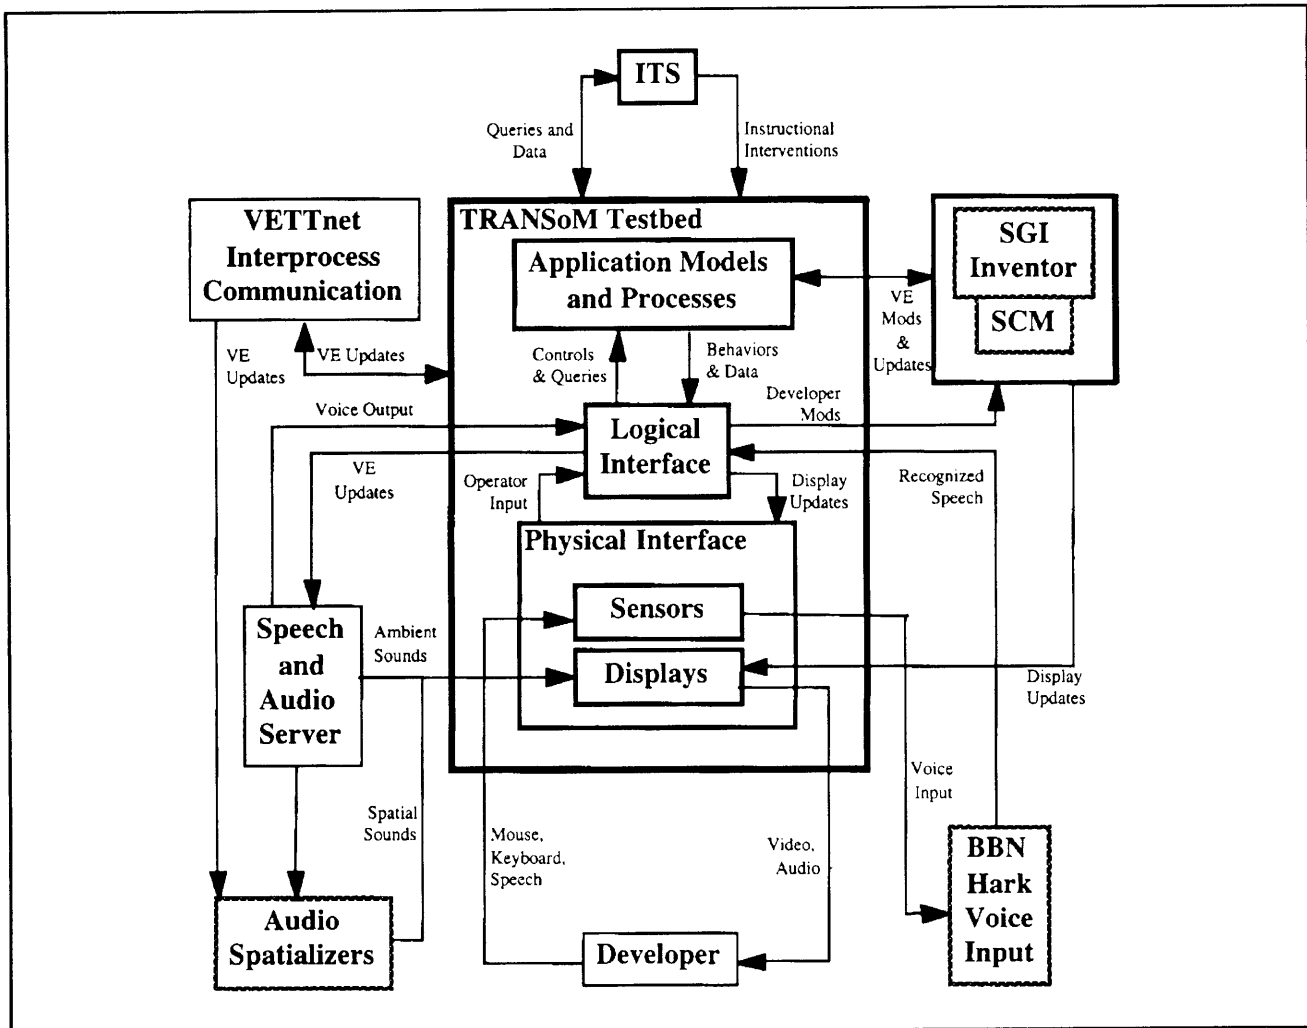 ITS
Queries and
Data
Instructional
Interventions
VETTnet
Interprocess
Communication
TRANSoM Testbed
Application Models
and Processes
SGI
Inventor
SCM
VE
Updates
VE Updates
Controls
& Queries
Behaviors
& Data
VE
Mods
&
Updates
Developer
Mods
Voice Output
Logical
Interface
VE
Updates
Operator
Input
Display
Updates
Recognized
Speech
Physical Interface
Sensors
Displays
Speech
and
Audio
Server
Ambient
Sounds
Display
Updates
Spatial
Sounds
Mouse,
Keyboard,
Speech
Video,
Audio
Voice
Input
BBN
Hark
Voice
Input
Audio
Spatializers
Developer